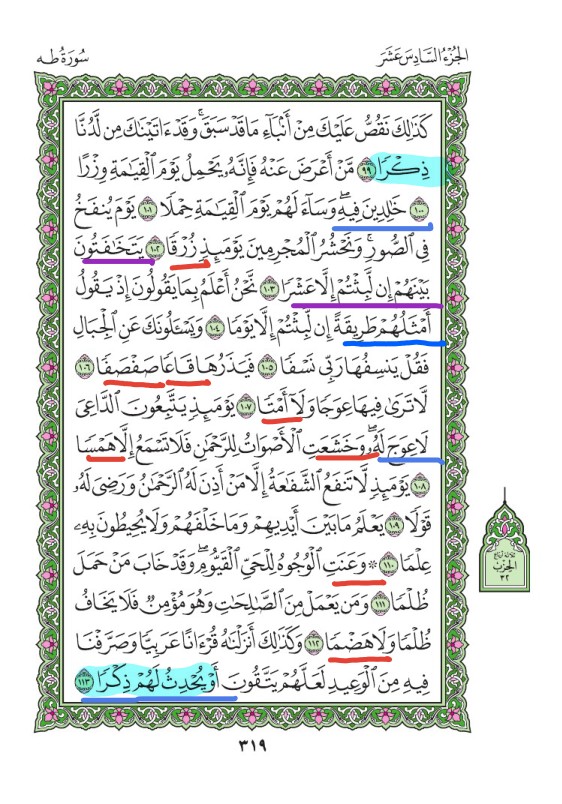 الجُزْءُ السَّادِسَ عَشَرَ
سُورَةُ طه
كَذَٰلِكَ نَقُصُّ عَلَيْكَ مِنْ أَنۢبَآءِ مَا قَدْ سَبَقَۚ وَقَدْ ءَاتَيْنَٰكَ مِن لَّدُنَّا
ذِكْرًا ٩٩ مَّنْ أَعْرَضَ عَنْهُ فَإِنَّهُۥ يَحْمِلُ يَوْمَ ٱلْقِيَٰمَةِ وِزْرًا
١٠٠ خَٰلِدِينَ فِيهِۖ وَسَآءَ لَهُمْ يَوْمَ ٱلْقِيَٰمَةِ حِمْلًا ١٠١ يَوْمَ يُنفَخُ
فِى ٱلصُّورِۚ وَنَحْشُرُ ٱلْمُجْرِمِينَ يَوْمَئِذٍ زُرْقًا ١٠٢ يَتَخَٰفَتُونَ
بَيْنَهُمْ إِن لَّبِثْتُمْ إِلَّا عَشْرًا ١٠٣ نَّحْنُ أَعْلَمُ بِمَا يَقُولُونَ إِذْ يَقُولُ
أَمْثَلُهُمْ طَرِيقَةً إِن لَّبِثْتُمْ إِلَّا يَوْمًا ١٠٤ وَيَسْـَٔلُونَكَ عَنِ ٱلْجِبَالِ
فَقُلْ يَنسِفُهَا رَبِّى نَسْفًا ١٠٥ فَيَذَرُهَا قَاعًا صَفْصَفًا ١٠٦
لَّا تَرَىٰ فِيهَا عِوَجًا وَلَآ أَمْتًا ١٠٧ يَوْمَئِذٍ يَتَّبِعُونَ ٱلدَّاعِىَ
لَا عِوَجَ لَهُۥۖ وَخَشَعَتِ ٱلْأَصْوَاتُ لِلرَّحْمَٰنِ فَلَا تَسْمَعُ إِلَّا هَمْسًا
١٠٨ يَوْمَئِذٍ لَّا تَنفَعُ ٱلشَّفَٰعَةُ إِلَّا مَنْ أَذِنَ لَهُ ٱلرَّحْمَٰنُ وَرَضِىَ لَهُۥ
قَوْلًا ١٠٩ يَعْلَمُ مَا بَيْنَ أَيْدِيهِمْ وَمَا خَلْفَهُمْ وَلَا يُحِيطُونَ بِهِۦ
عِلْمًا ١١٠ ۞ وَعَنَتِ ٱلْوُجُوهُ لِلْحَىِّ ٱلْقَيُّومِۖ وَقَدْ خَابَ مَنْ حَمَلَ
ظُلْمًا ١١١ وَمَن يَعْمَلْ مِنَ ٱلصَّٰلِحَٰتِ وَهُوَ مُؤْمِنٌ فَلَا يَخَافُ
ظُلْمًا وَلَا هَضْمًا ١١٢ وَكَذَٰلِكَ أَنزَلْنَٰهُ قُرْءَانًا عَرَبِيًّا وَصَرَّفْنَا
فِيهِ مِنَ ٱلْوَعِيدِ لَعَلَّهُمْ يَتَّقُونَ أَوْ يُحْدِثُ لَهُمْ ذِكْرًا ١١٣
الحزب
٣٢
٣١٩